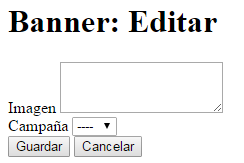 Banner: Editar
Imagen
Campaña ----
Guardar Cancelar